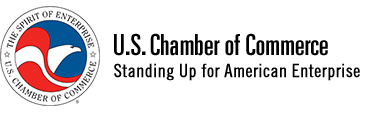 THE SPIRIT OF ENTERPRISE
U.S. CHAMBER OF COMMERCE
®
U.S. Chamber of Commerce
Standing Up for American Enterprise